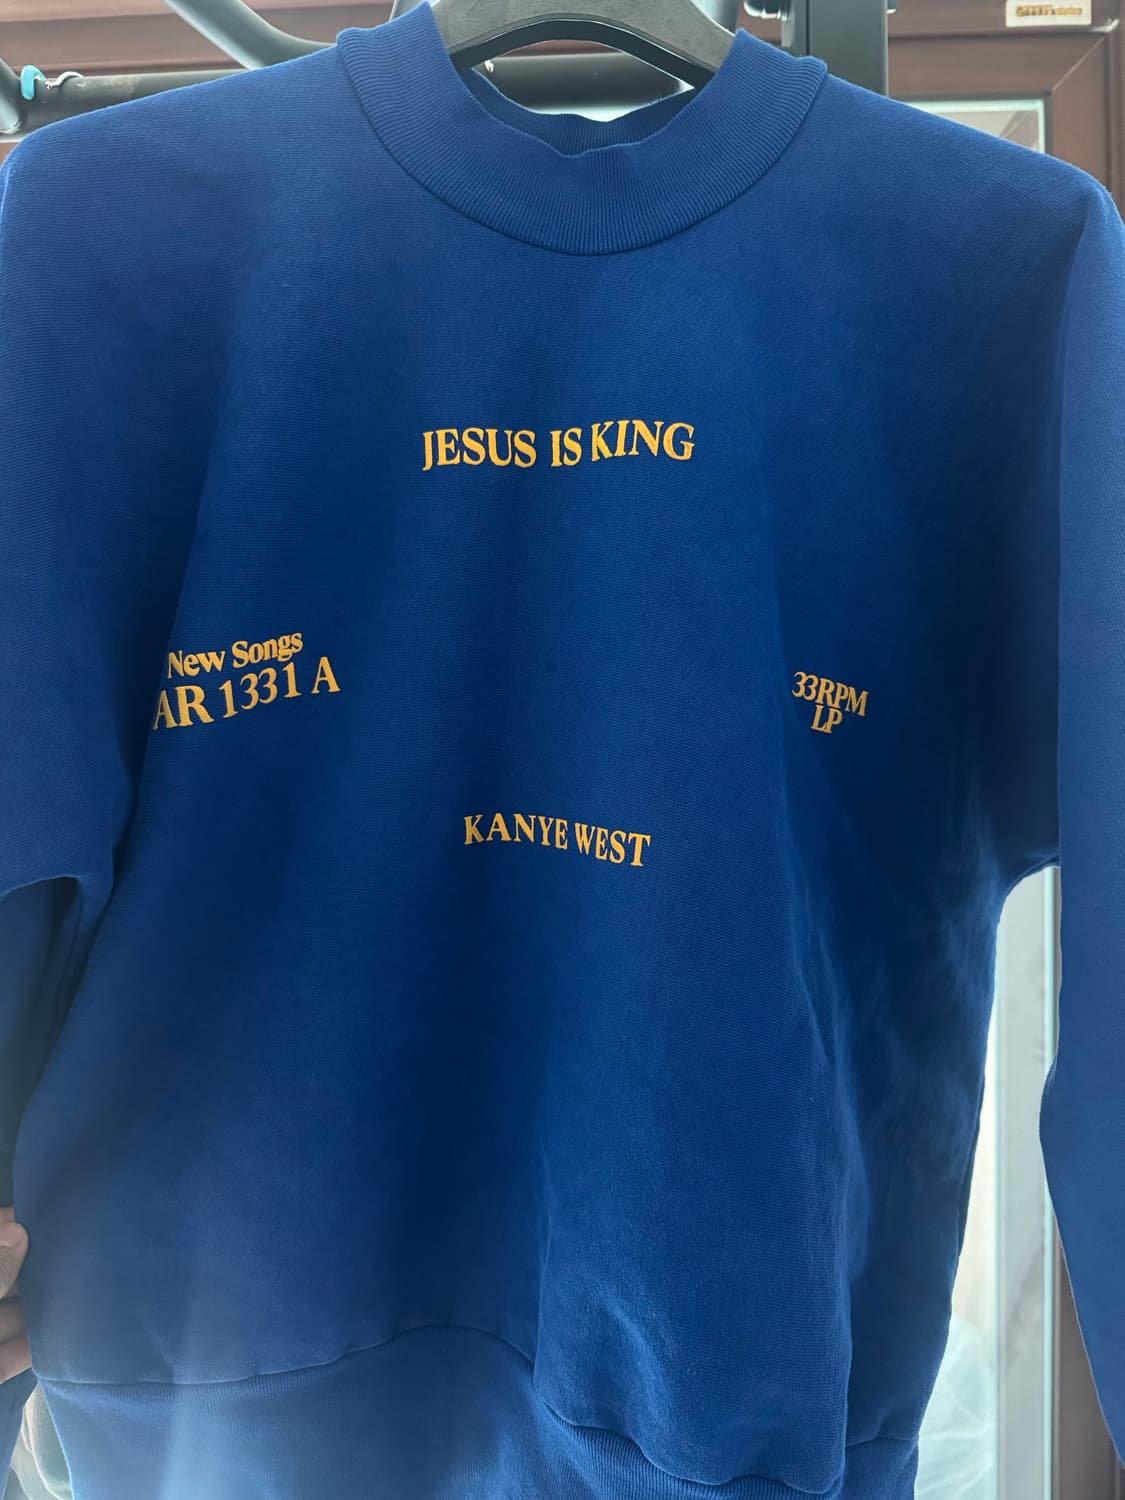 JESUS IS KING
New Songs
AR 1331 A
33RPM
LP
KANYE WEST